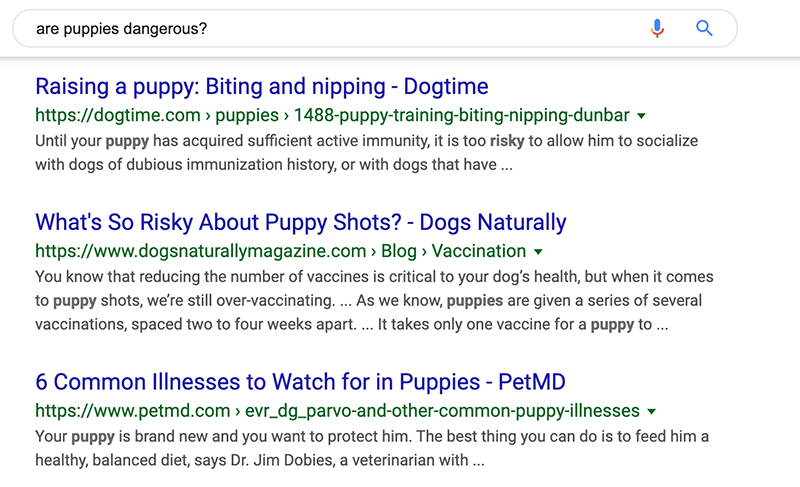 are puppies dangerous?
Raising a puppy: Biting and nipping - Dogtime
https://dogtime.com › puppies › 1488-puppy-training-biting-nipping-dunbar
Until your puppy has acquired sufficient active immunity, it is too risky to allow him to socialize
with dogs of dubious immunization history, or with dogs that have ...
What's So Risky About Puppy Shots? - Dogs Naturally
https://www.dogsnaturallymagazine.com › Blog › Vaccination
You know that reducing the number of vaccines is critical to your dog’s health, but when it comes
to puppy shots, we’re still over-vaccinating. ... As we know, puppies are given a series of several
vaccinations, spaced two to four weeks apart. ... It takes only one vaccine for a puppy to ...
6 Common Illnesses to Watch for in Puppies - PetMD
https://www.petmd.com › evr_dg_parvo-and-other-common-puppy-illnesses
Your puppy is brand new and you want to protect him. The best thing you can do is to feed him a
healthy, balanced diet, says Dr. Jim Dobies, a veterinarian with ...